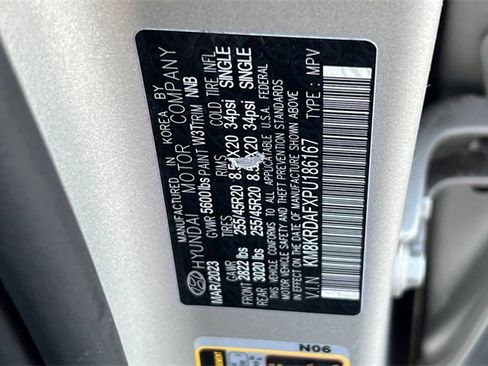 MANUFACTURED IN KOREA BY
HYUNDAI MOTOR COMPANY
MAR/2023 GVWR 5600lbs PAINT W3T TRIM NNB
GAWR TIRES RIMS COLD TIRE INFL
FRONT 2822 lbs 255/45R20 8.5JX20 34psi SINGLE
REAR 3020 lbs 255/45R20 8.5JX20 34psi SINGLE
THIS VEHICLE CONFORMS TO ALL APPLICABLE U.S.A. FEDERAL
MOTOR VEHICLE SAFETY AND THEFT PREVENTION STANDARDS
IN EFFECT ON THE DATE OF MANUFACTURE SHOWN ABOVE
V.I.N: KM8KRDAFXPU186167 TYPE: MPV
N06